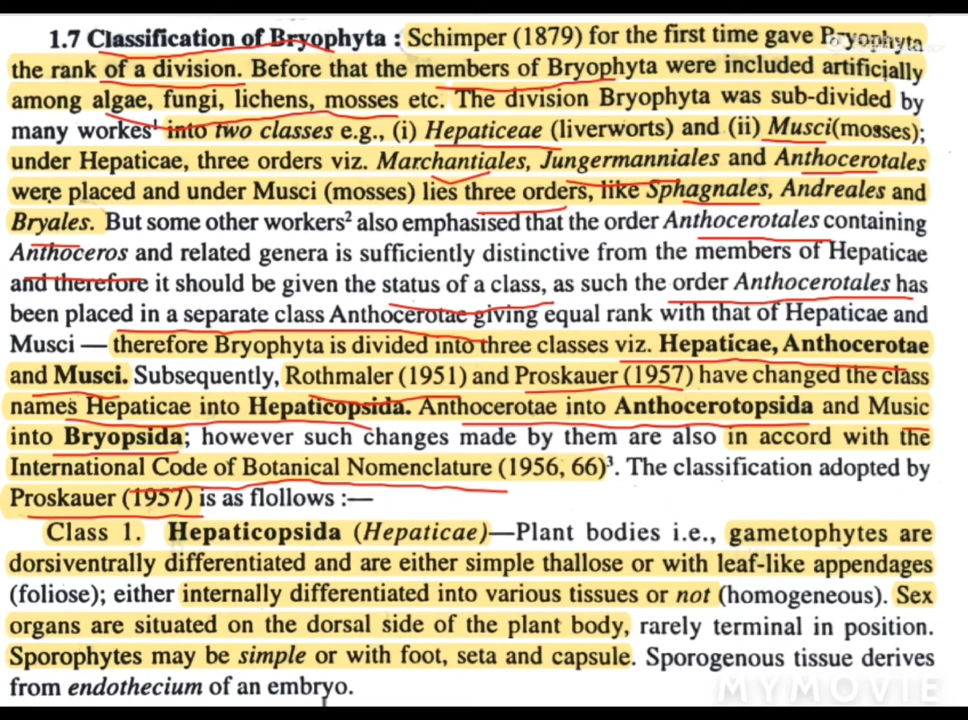 1.7 Classification of Bryophyta : Schimper (1879) for the first time gave Bryophyta
the rank of a division. Before that the members of Bryophyta were included artificially
among algae, fungi, lichens, mosses etc. The division Bryophyta was sub-divided by
many workes¹ into two classes e.g., (i) Hepaticeae (liverworts) and (ii) Musci(mosses);
under Hepaticae, three orders viz. Marchantiales, Jungermanniales and Anthocerotales
were placed and under Musci (mosses) lies three orders, like Sphagnales, Andreales and
Bryales. But some other workers² also emphasised that the order Anthocerotales containing
Anthoceros and related genera is sufficiently distinctive from the members of Hepaticae
and therefore it should be given the status of a class, as such the order Anthocerotales has
been placed in a separate class Anthocerotae giving equal rank with that of Hepaticae and
Musci — therefore Bryophyta is divided into three classes viz. Hepaticae, Anthocerotae
and Musci. Subsequently, Rothmaler (1951) and Proskauer (1957) have changed the class
names Hepaticae into Hepaticopsida. Anthocerotae into Anthocerotopsida and Music
into Bryopsida; however such changes made by them are also in accord with the
International Code of Botanical Nomenclature (1956, 66)³. The classification adopted by
Proskauer (1957) is as flollows :—
Class 1. Hepaticopsida (Hepaticae)—Plant bodies i.e., gametophytes are
dorsiventrally differentiated and are either simple thallose or with leaf-like appendages
(foliose); either internally differentiated into various tissues or not (homogeneous). Sex
organs are situated on the dorsal side of the plant body, rarely terminal in position.
Sporophytes may be simple or with foot, seta and capsule. Sporogenous tissue derives
from endothecium of an embryo.
MYMOVIE